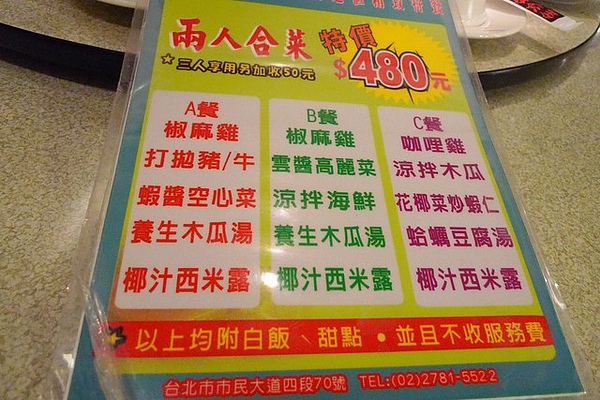 兩人合菜 特價
★三人享用另加收50元 $480元
A餐
椒麻雞
打拋豬/牛
蝦醬空心菜
養生木瓜湯
椰汁西米露
B餐
椒麻雞
雲醬高麗菜
涼拌海鮮
養生木瓜湯
椰汁西米露
C餐
咖哩雞
涼拌木瓜
花椰菜炒蝦仁
蛤蠣豆腐湯
椰汁西米露
以上均附白飯、甜點•並且不收服務費
台北市市民大道四段70號 TEL:(02)2781-5522